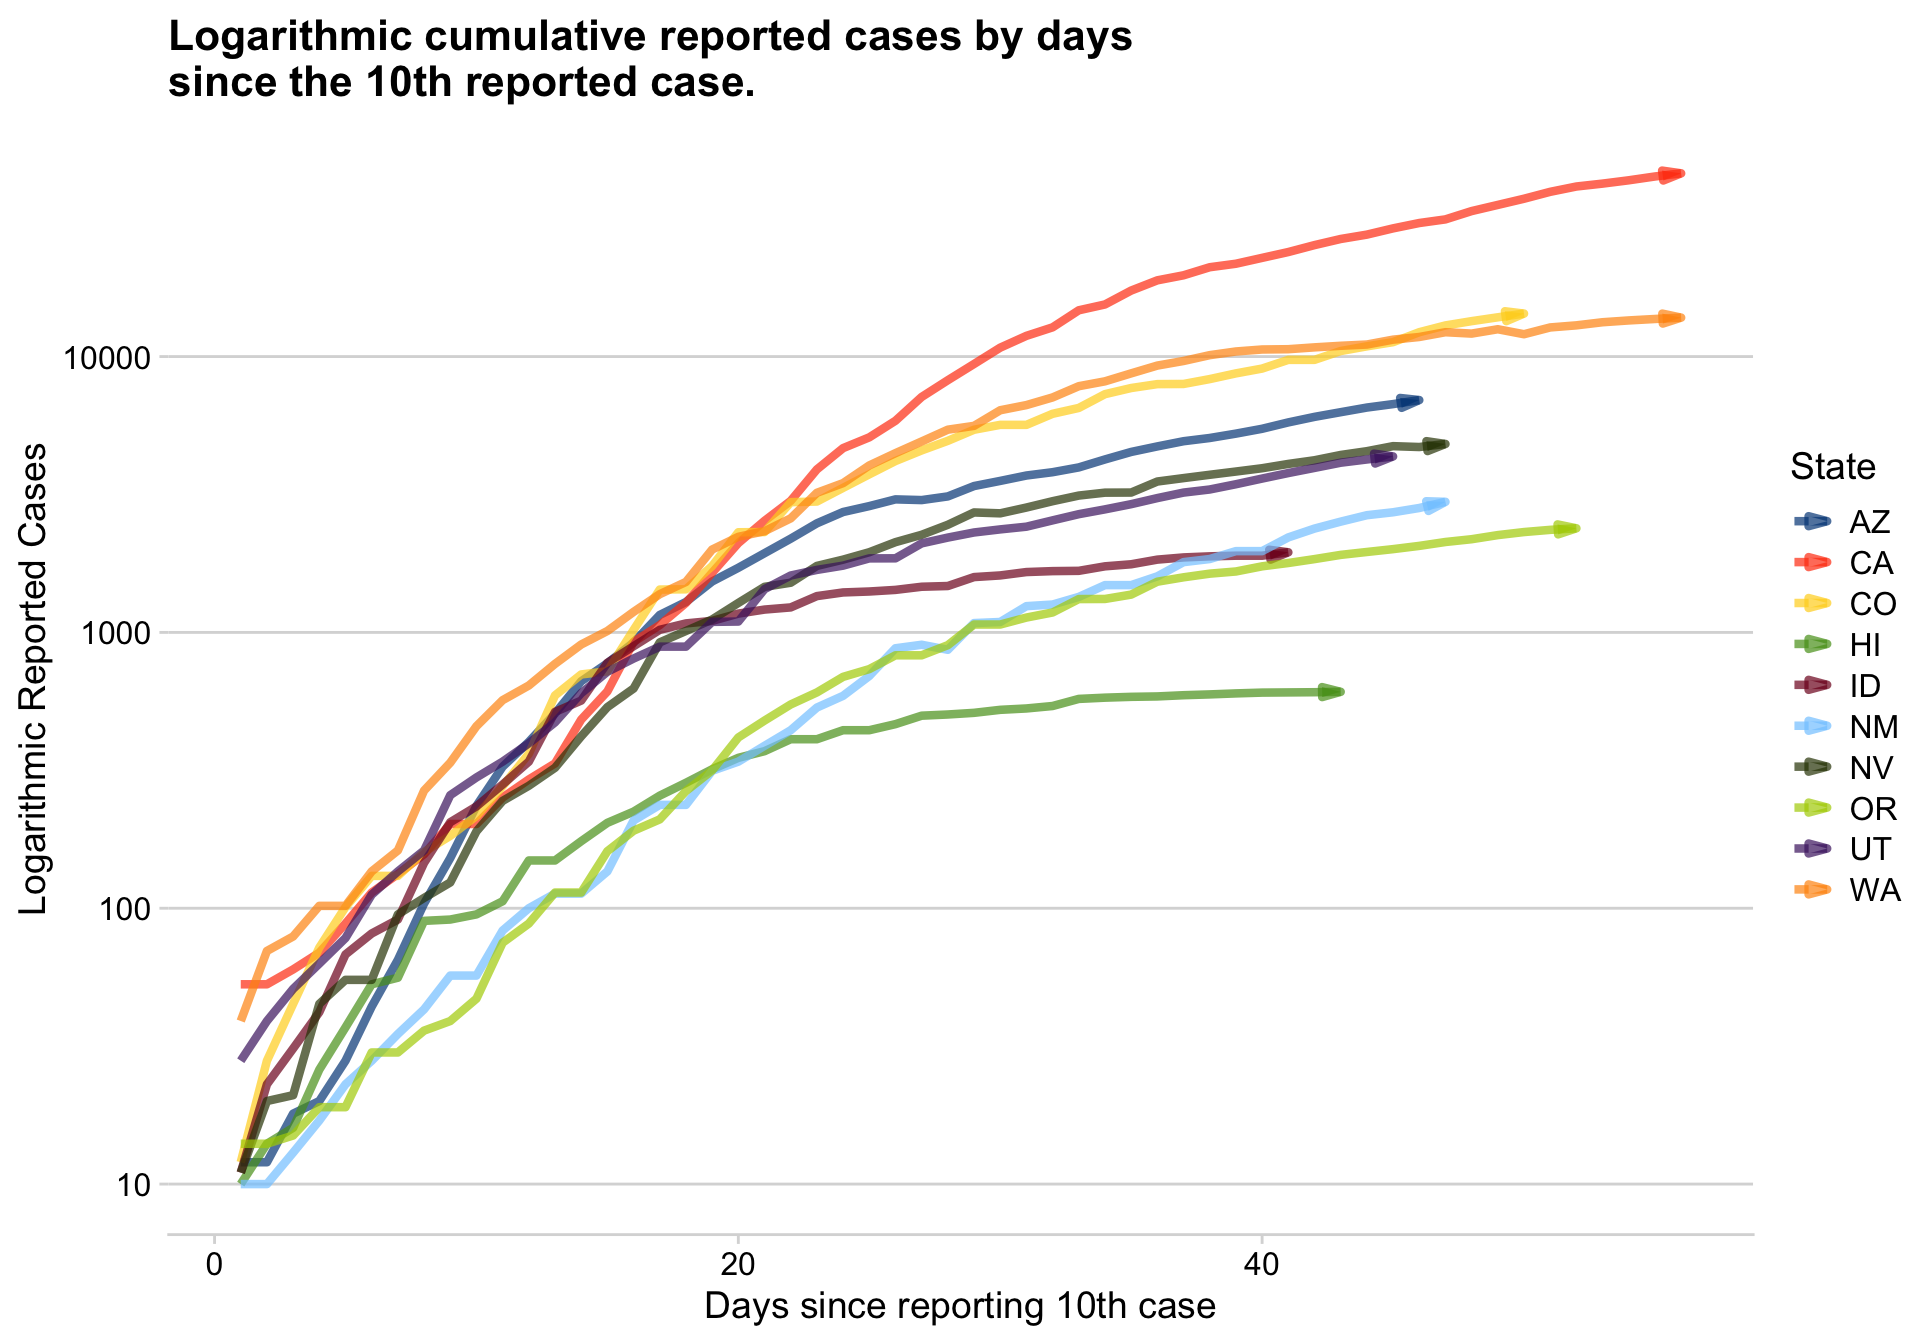 Logarithmic cumulative reported cases by days
since the 10th reported case.
Logarithmic Reported Cases
10000
1000
100
10
0 20 40
Days since reporting 10th case
State
AZ
CA
CO
HI
ID
NM
NV
OR
UT
WA